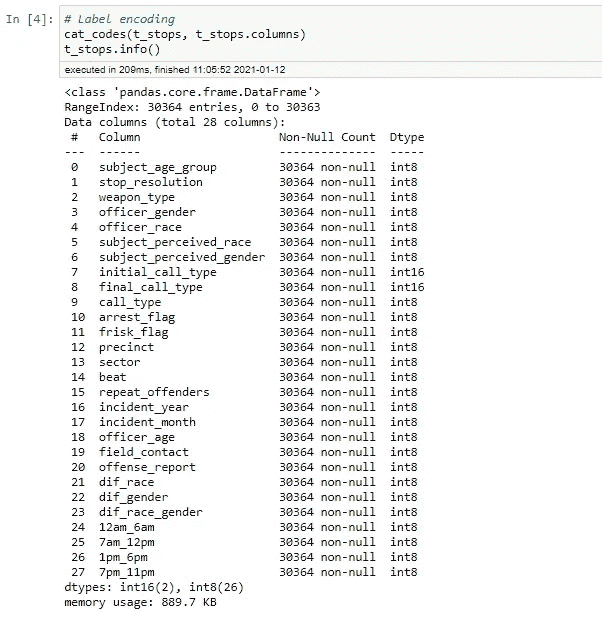 In [4]: # Label encoding
cat_codes(t_stops, t_stops.columns)
t_stops.info()
executed in 209ms, finished 11:05:52 2021-01-12
<class 'pandas.core.frame.DataFrame'>
RangeIndex: 30364 entries, 0 to 30363
Data columns (total 28 columns):
 #   Column                    Non-Null Count  Dtype
---  ------                    --------------  -----
 0   subject_age_group         30364 non-null  int8
 1   stop_resolution           30364 non-null  int8
 2   weapon_type               30364 non-null  int8
 3   officer_gender            30364 non-null  int8
 4   officer_race              30364 non-null  int8
 5   subject_perceived_race    30364 non-null  int8
 6   subject_perceived_gender  30364 non-null  int8
 7   initial_call_type         30364 non-null  int16
 8   final_call_type           30364 non-null  int16
 9   call_type                 30364 non-null  int8
 10  arrest_flag               30364 non-null  int8
 11  frisk_flag                30364 non-null  int8
 12  precinct                  30364 non-null  int8
 13  sector                    30364 non-null  int8
 14  beat                      30364 non-null  int8
 15  repeat_offenders          30364 non-null  int8
 16  incident_year             30364 non-null  int8
 17  incident_month            30364 non-null  int8
 18  officer_age               30364 non-null  int8
 19  field_contact             30364 non-null  int8
 20  offense_report            30364 non-null  int8
 21  dif_race                  30364 non-null  int8
 22  dif_gender                30364 non-null  int8
 23  dif_race_gender           30364 non-null  int8
 24  12am_6am                  30364 non-null  int8
 25  7am_12pm                  30364 non-null  int8
 26  1pm_6pm                   30364 non-null  int8
 27  7pm_11pm                  30364 non-null  int8
dtypes: int16(2), int8(26)
memory usage: 889.7 KB